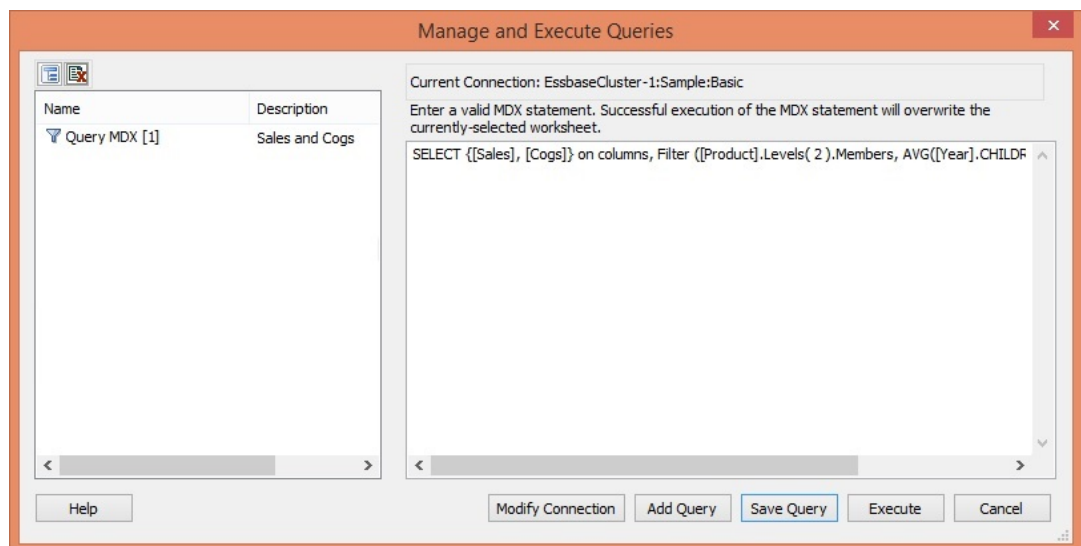 Manage and Execute Queries
Name Description
Query MDX [1] Sales and Cogs
Current Connection: EssbaseCluster-1:Sample:Basic
Enter a valid MDX statement. Successful execution of the MDX statement will overwrite the
currently-selected worksheet.
SELECT {[Sales], [Cogs]} on columns, Filter ([Product].Levels( 2 ).Members, AVG([Year].CHILDR
Help Modify Connection Add Query Save Query Execute Cancel